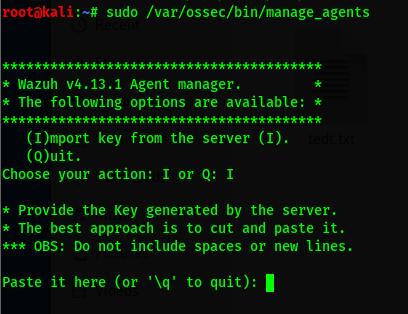 root@kali:~# sudo /var/ossec/bin/manage_agents
****************************************
* Wazuh v4.13.1 Agent manager.         *
* The following options are available: *
****************************************
   (I)mport key from the server (I).
   (Q)uit.
Choose your action: I or Q: I
* Provide the Key generated by the server.
* The best approach is to cut and paste it.
*** OBS: Do not include spaces or new lines.
Paste it here (or '\q' to quit):